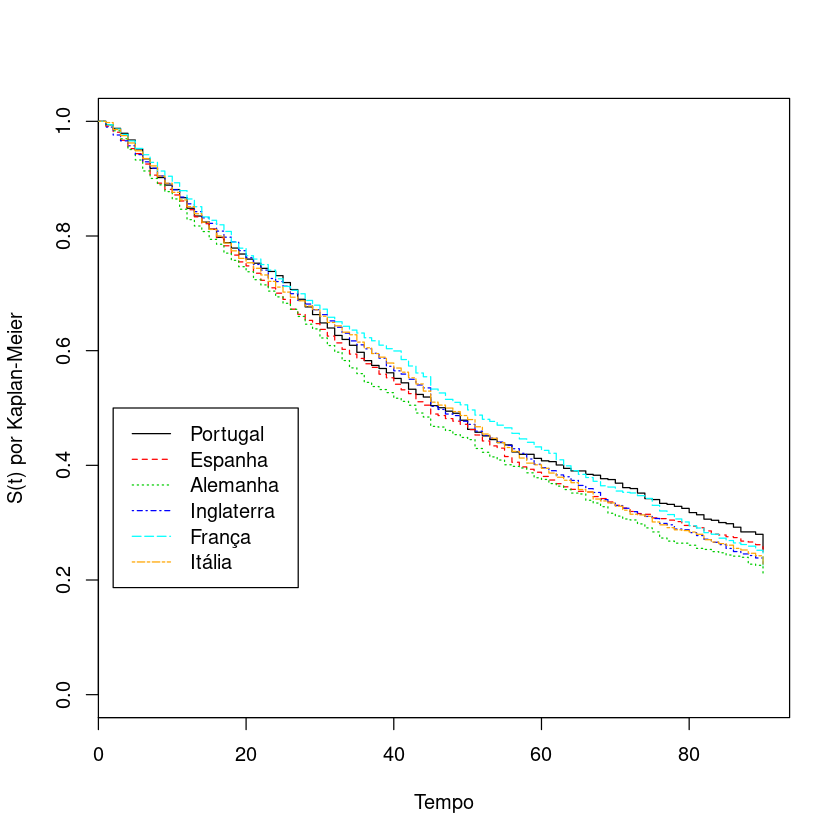 S(t) por Kaplan-Meier
1.0
0.8
0.6
0.4
0.2
0.0
Portugal
Espanha
Alemanha
Inglaterra
França
Itália
0 20 40 60 80
Tempo